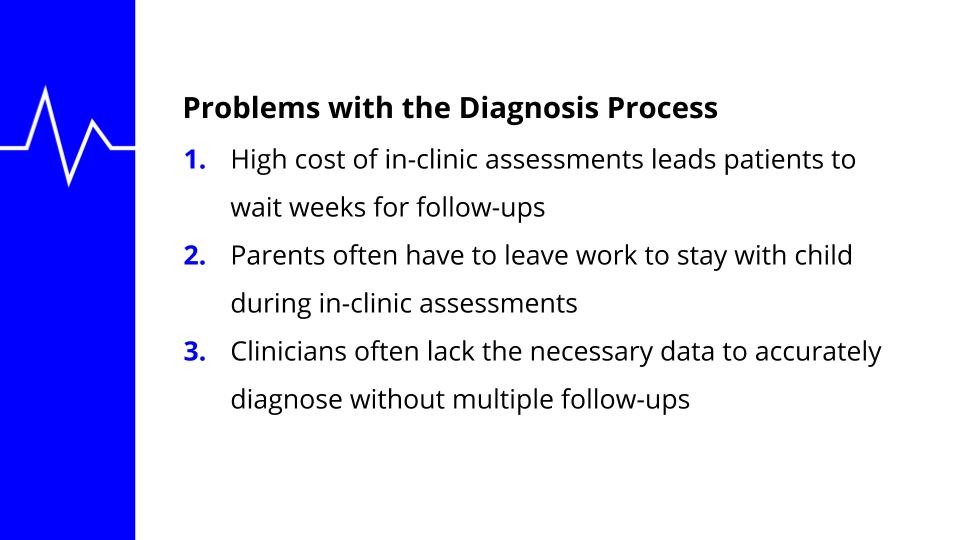 Problems with the Diagnosis Process
1. High cost of in-clinic assessments leads patients to
wait weeks for follow-ups
2. Parents often have to leave work to stay with child
during in-clinic assessments
3. Clinicians often lack the necessary data to accurately
diagnose without multiple follow-ups